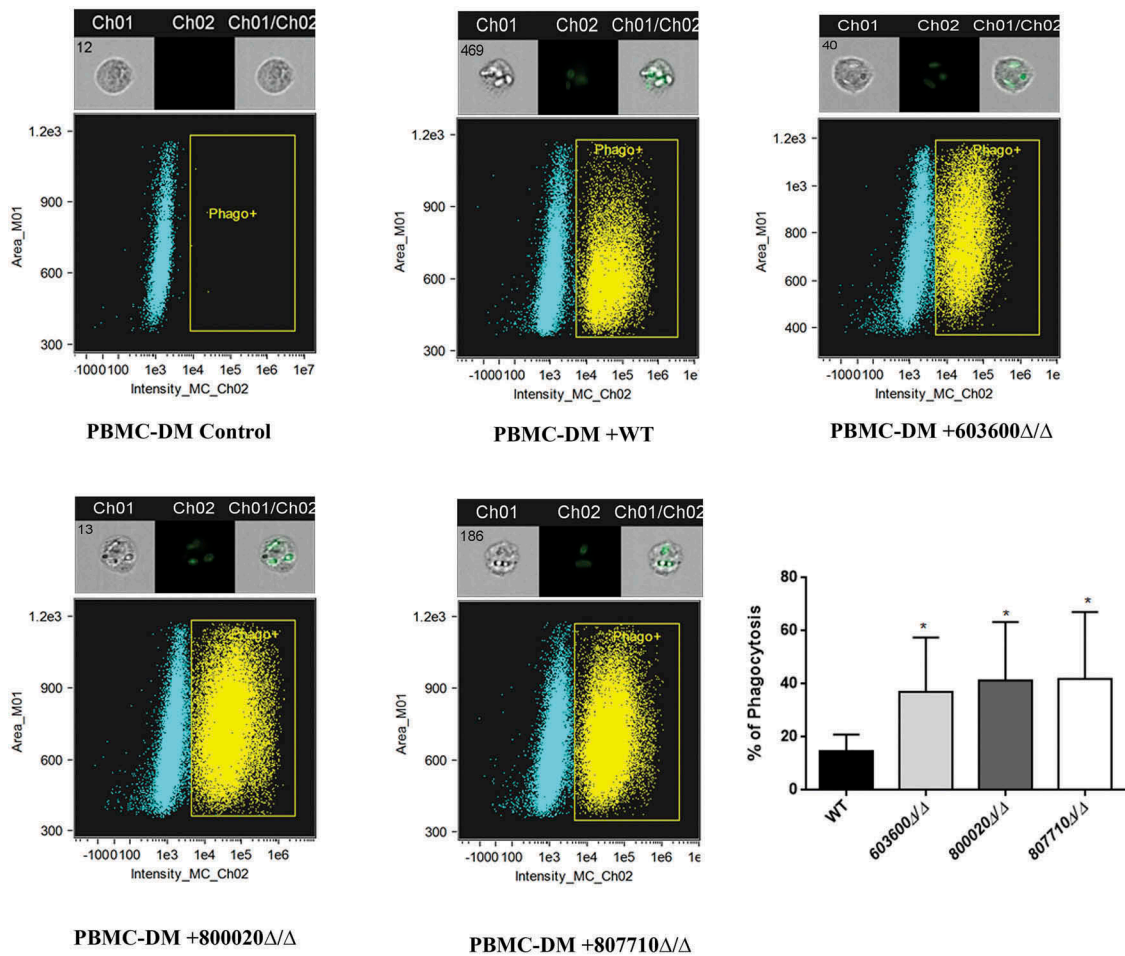 Ch01 Ch02 Ch01/Ch02
12
1.2e3
900
600
300
Area_M01
Phago+
-1000 100 1e3 1e4 1e5 1e6 1e7
Intensity_MC_Ch02
PBMC-DM Control
Ch01 Ch02 Ch01/Ch02
469
1.2e3
900
600
300
Area_M01
Phago+
-1000 100 1e3 1e4 1e5 1e6 1e
Intensity_MC_Ch02
PBMC-DM +WT
Ch01 Ch02 Ch01/Ch02
40
1.2e3
1e3
800
600
400
Area_M01
Phago+
-1000 100 1e3 1e4 1e5 1e6 1e
Intensity_MC_Ch02
PBMC-DM +603600Δ/Δ
Ch01 Ch02 Ch01/Ch02
13
1.2e3
900
600
300
Area_M01
Phago+
-1000 100 1e3 1e4 1e5 1e6
Intensity_MC_Ch02
PBMC-DM +800020Δ/Δ
Ch01 Ch02 Ch01/Ch02
186
1.2e3
900
600
300
Area_M01
Phago+
-1000 100 1e3 1e4 1e5 1e6 1e
Intensity_MC_Ch02
PBMC-DM +807710Δ/Δ
80
60
40
20
0
% of Phagocytosis
* * *
WT
603600Δ/Δ
800020Δ/Δ
807710Δ/Δ